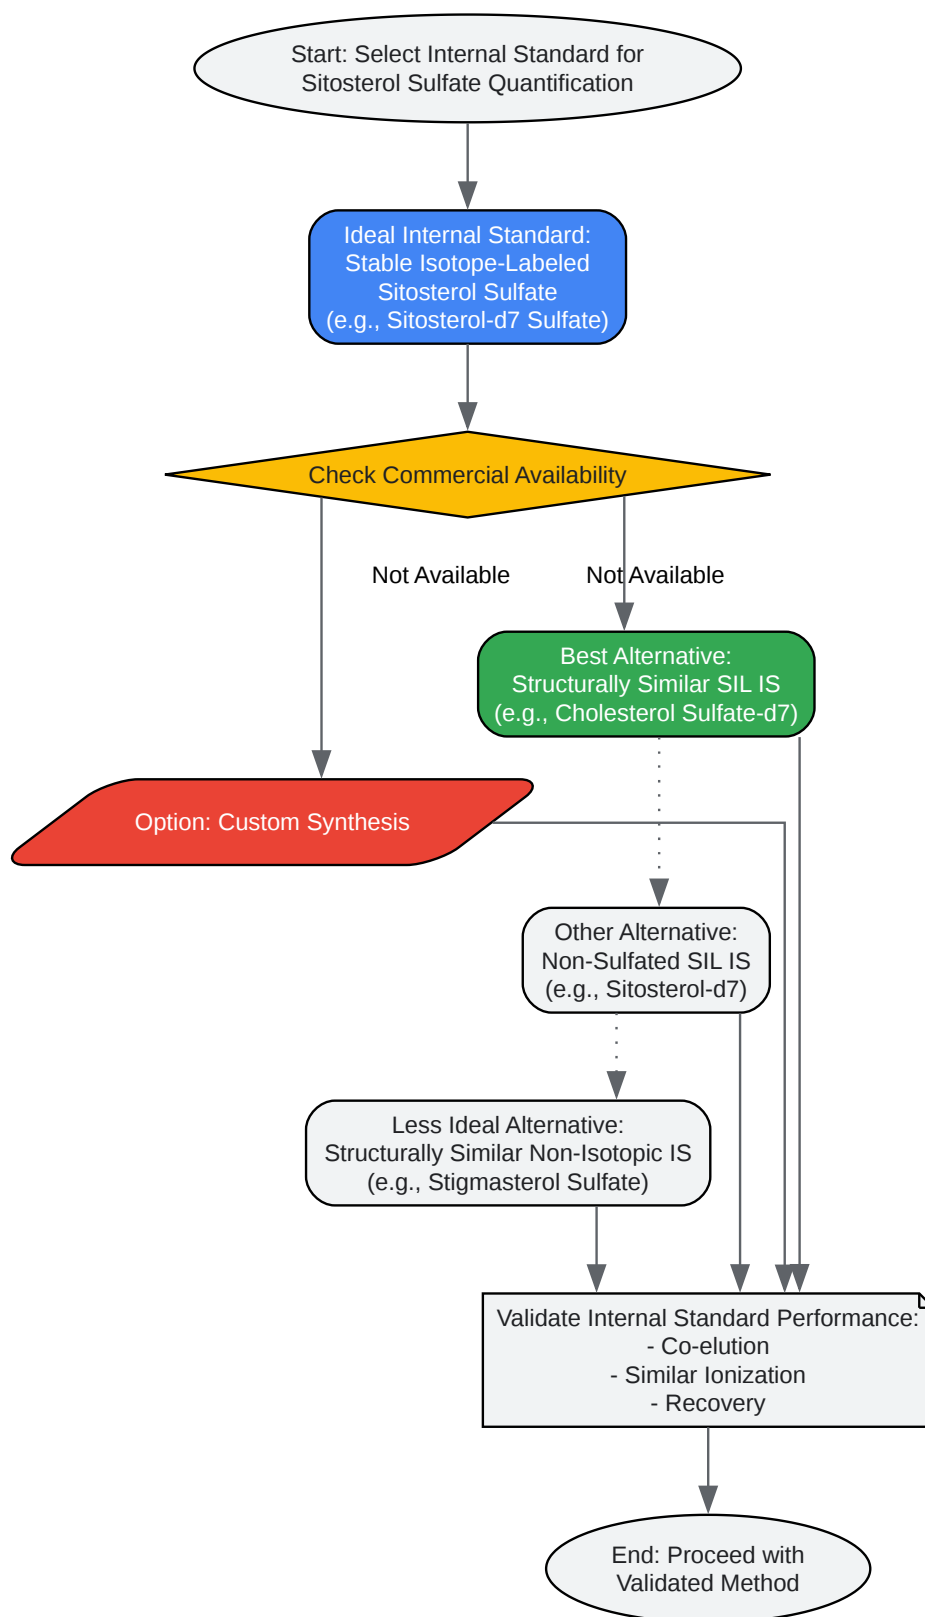 Start: Select Internal Standard for
Sitosterol Sulfate Quantification
Ideal Internal Standard:
Stable Isotope-Labeled
Sitosterol Sulfate
(e.g., Sitosterol-d7 Sulfate)
Check Commercial Availability
Not Available
Not Available
Best Alternative:
Structurally Similar SIL IS
(e.g., Cholesterol Sulfate-d7)
Option: Custom Synthesis
Other Alternative:
Non-Sulfated SIL IS
(e.g., Sitosterol-d7)
Less Ideal Alternative:
Structurally Similar Non-Isotopic IS
(e.g., Stigmasterol Sulfate)
Validate Internal Standard Performance:
- Co-elution
- Similar Ionization
- Recovery
End: Proceed with
Validated Method